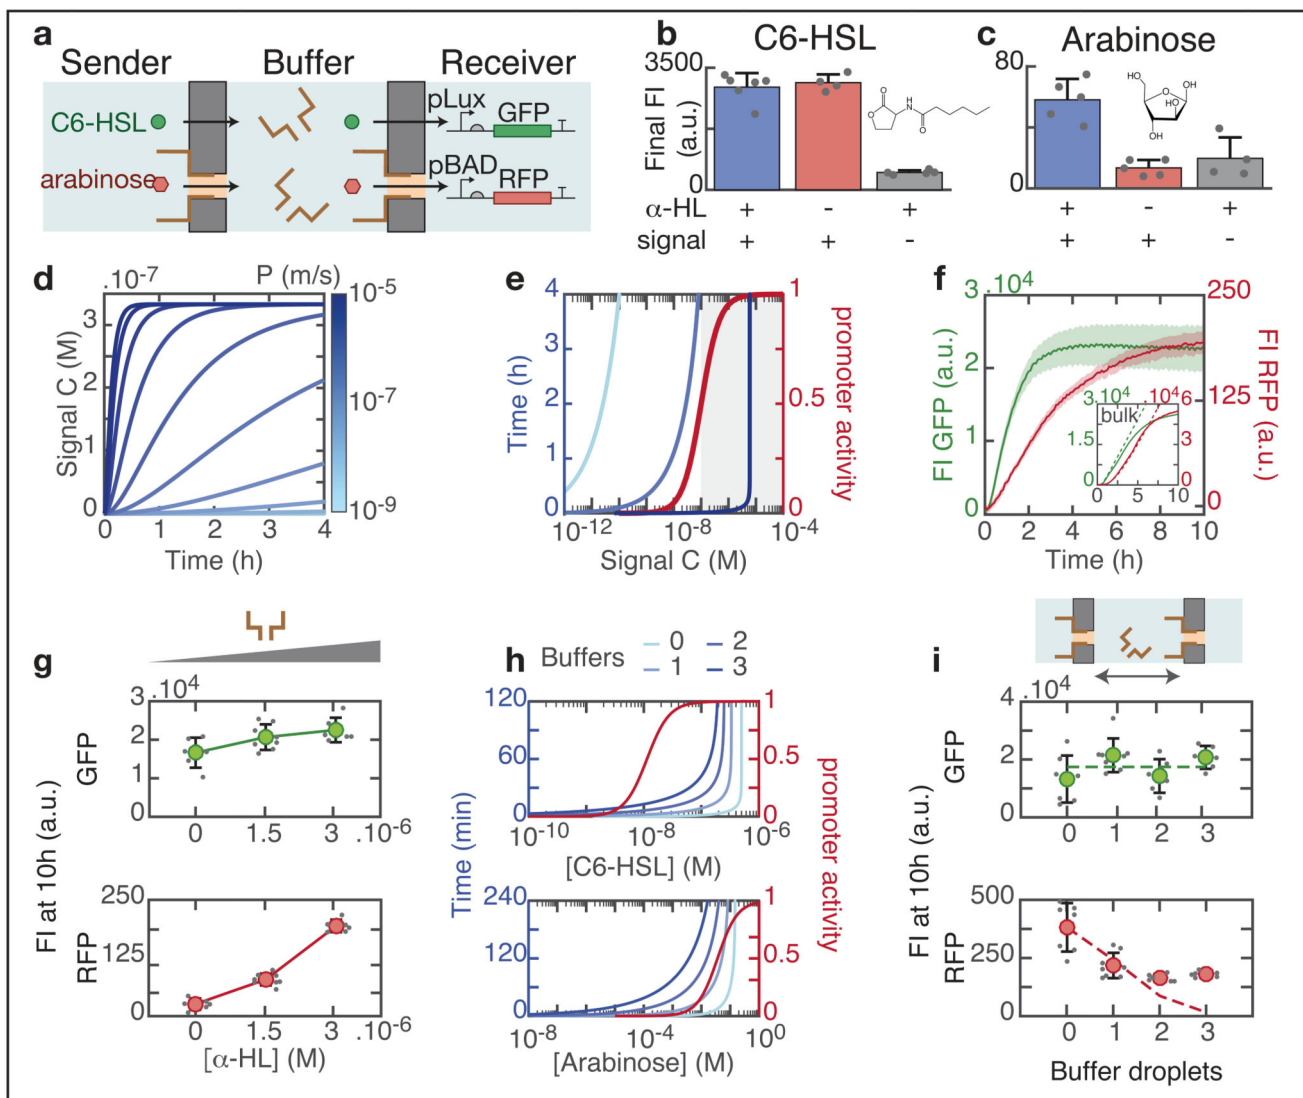 a
Sender Buffer Receiver
C6-HSL
pLux
GFP
arabinose
pBAD
RFP
b
C6-HSL
3500
0
Final FI
(a.u.)
O
O
H
N
O
α-HL + - +
signal + + -
c
Arabinose
80
0
HO
O
OH
HO
OH
+ - +
+ + -
d
.10-7
P (m/s)
3
2
1
0
Signal C (M)
0 1 2 3 4
Time (h)
10-5
10-7
10-9
e
4
3
2
1
0
Time (h)
10-12 10-8 10-4
Signal C (M)
1
0.5
0
promoter activity
f
3 .104
2
1
0
FI GFP (a.u.)
250
125
0
FI RFP (a.u.)
0 2 4 6 8 10
Time (h)
3.104 .104
bulk
1.5
0
6
3
0
0 5 10
g
3 .104
2
1
0
GFP
0 1.5 3 .10-6
FI at 10h (a.u.)
250
125
0
RFP
0 1.5 3 .10-6
[α-HL] (M)
h
Buffers
0 2
1 3
120
60
0
1
0.5
0
10-10 10-8 10-6
[C6-HSL] (M)
Time (min)
promoter activity
240
120
0
1
0.5
0
10-8 10-4 100
[Arabinose] (M)
i
4 .104
2
0
GFP
0 1 2 3
FI at 10h (a.u.)
500
250
0
RFP
0 1 2 3
Buffer droplets